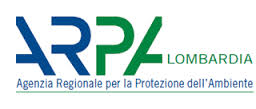 ARPA LOMBARDIA
Agenzia Regionale per la Protezione dell'Ambiente